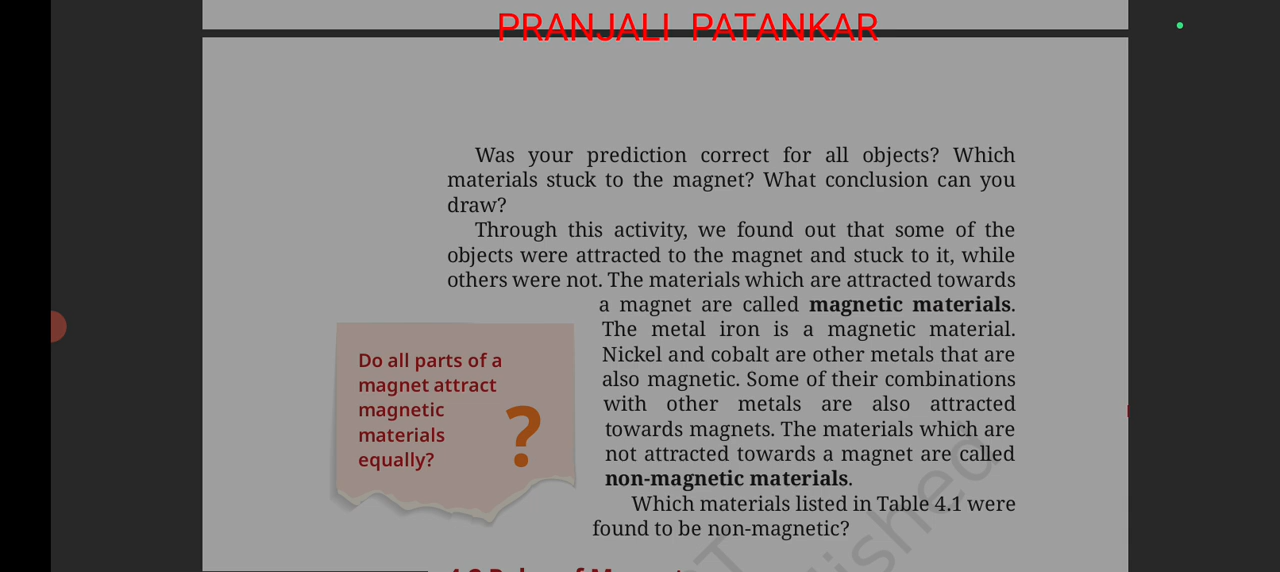 PRANJALI PATANKAR
Was your prediction correct for all objects? Which
materials stuck to the magnet? What conclusion can you
draw?
Through this activity, we found out that some of the
objects were attracted to the magnet and stuck to it, while
others were not. The materials which are attracted towards
a magnet are called magnetic materials.
The metal iron is a magnetic material.
Nickel and cobalt are other metals that are
also magnetic. Some of their combinations
with other metals are also attracted
towards magnets. The materials which are
not attracted towards a magnet are called
non-magnetic materials.
Which materials listed in Table 4.1 were
found to be non-magnetic?
Do all parts of a
magnet attract
magnetic
materials
equally?
?